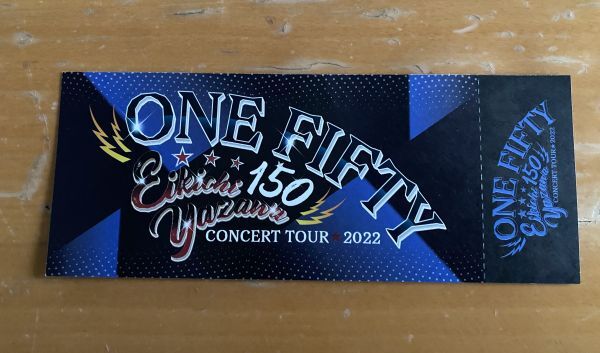 ONE FIFTY
Eikichi 150
Yazawa
CONCERT TOUR★2022
ONE FIFTY
Eikichi 150
Yazawa
CONCERT TOUR★2022